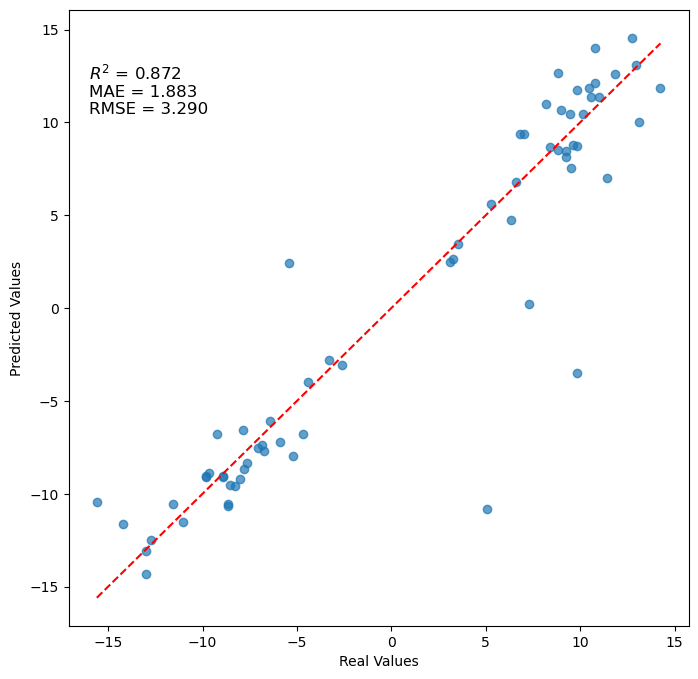 15
10
5
0
−5
−10
−15
Predicted Values
R² = 0.872
MAE = 1.883
RMSE = 3.290
−15 −10 −5 0 5 10 15
Real Values